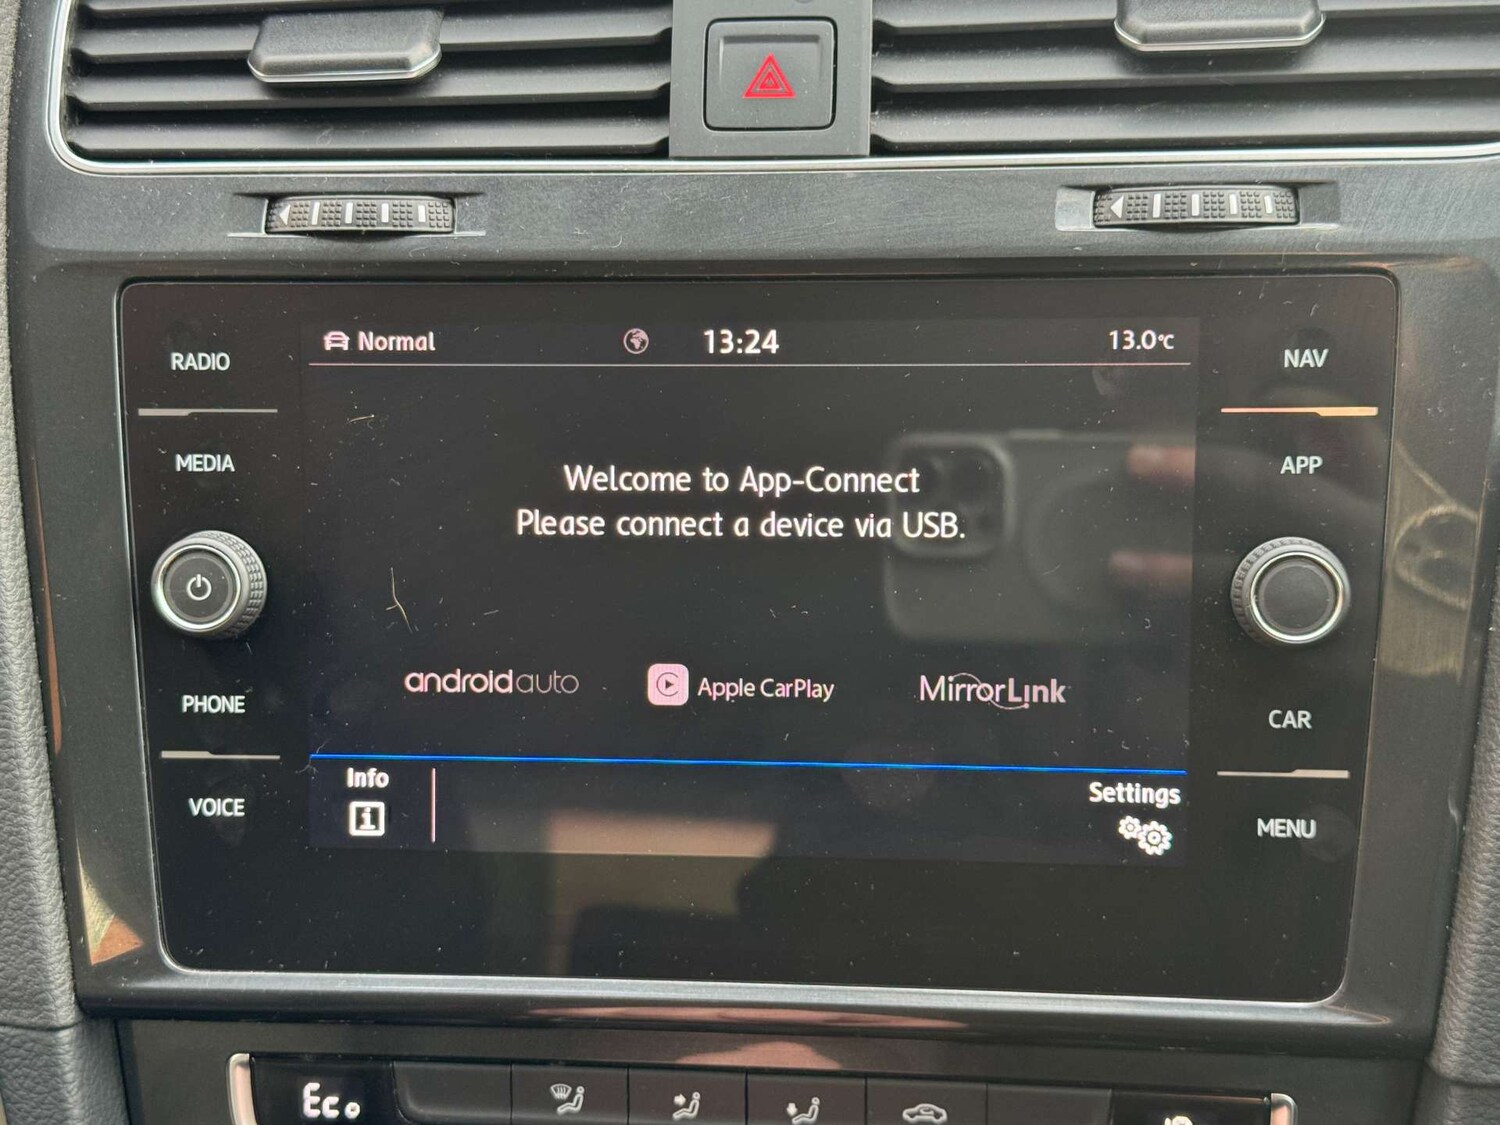 RADIO
MEDIA
PHONE
VOICE
Normal
13:24
13.0°C
Welcome to App-Connect
Please connect a device via USB.
androidauto
Apple CarPlay
MirrorLink
Info
i
Settings
NAV
APP
CAR
MENU
Eco